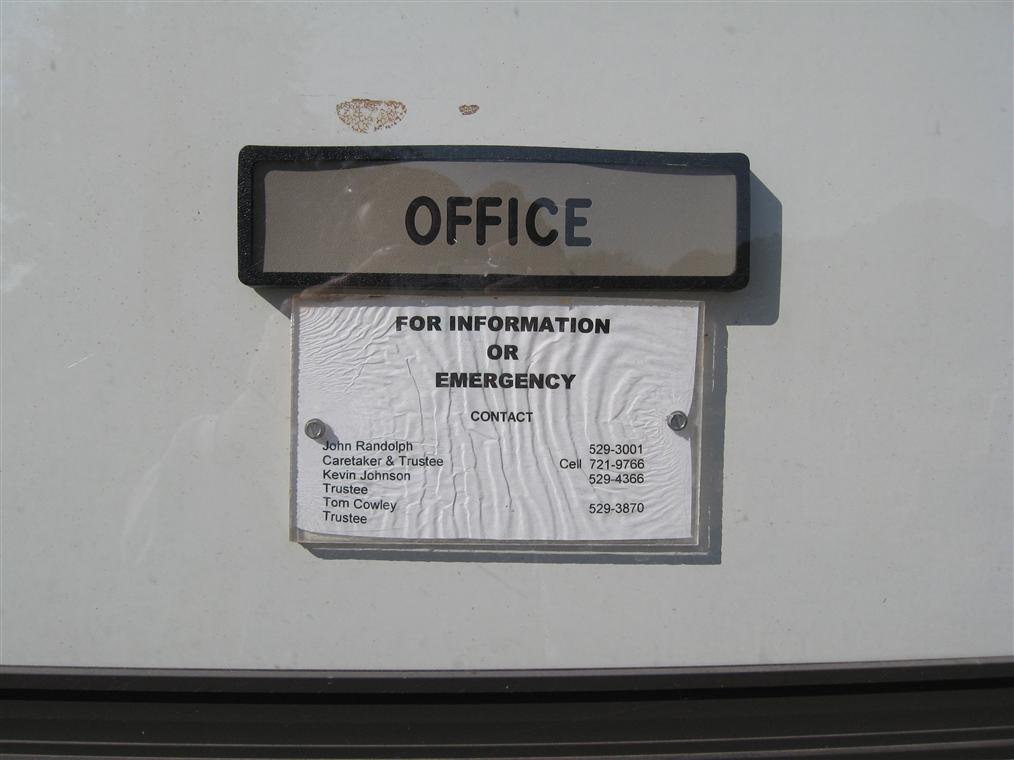 OFFICE
FOR INFORMATION
OR
EMERGENCY
CONTACT
John Randolph 529-3001
Caretaker & Trustee Cell 721-9766
Kevin Johnson 529-4366
Trustee
Tom Cowley 529-3870
Trustee